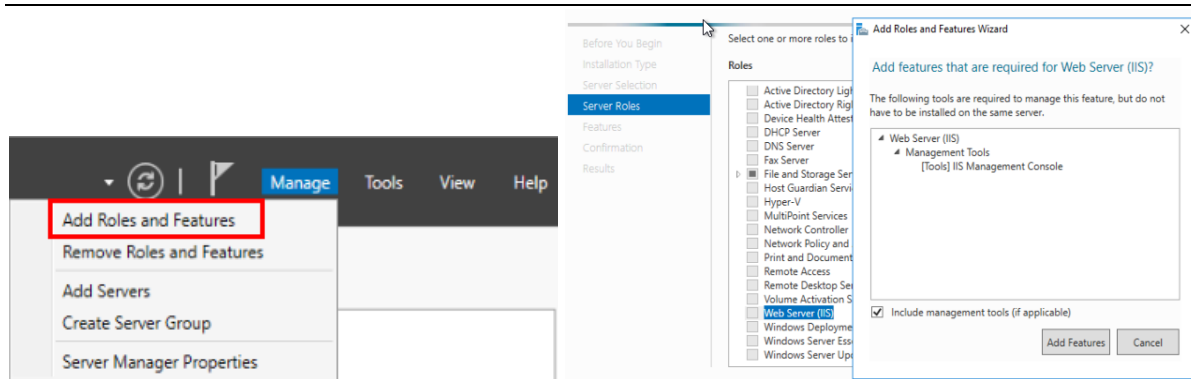 Manage Tools View Help
Add Roles and Features
Remove Roles and Features
Add Servers
Create Server Group
Server Manager Properties
Before You Begin
Installation Type
Server Selection
Server Roles
Features
Confirmation
Results
Select one or more roles to i
Roles
Active Directory Ligh
Active Directory Righ
Device Health Attest
DHCP Server
DNS Server
Fax Server
File and Storage Ser
Host Guardian Servi
Hyper-V
MultiPoint Services
Network Controller
Network Policy and
Print and Document
Remote Access
Remote Desktop Ser
Volume Activation S
Web Server (IIS)
Windows Deployme
Windows Server Ess
Windows Server Upd
Add Roles and Features Wizard
Add features that are required for Web Server (IIS)?
The following tools are required to manage this feature, but do not
have to be installed on the same server.
Web Server (IIS)
Management Tools
[Tools] IIS Management Console
Include management tools (if applicable)
Add Features Cancel